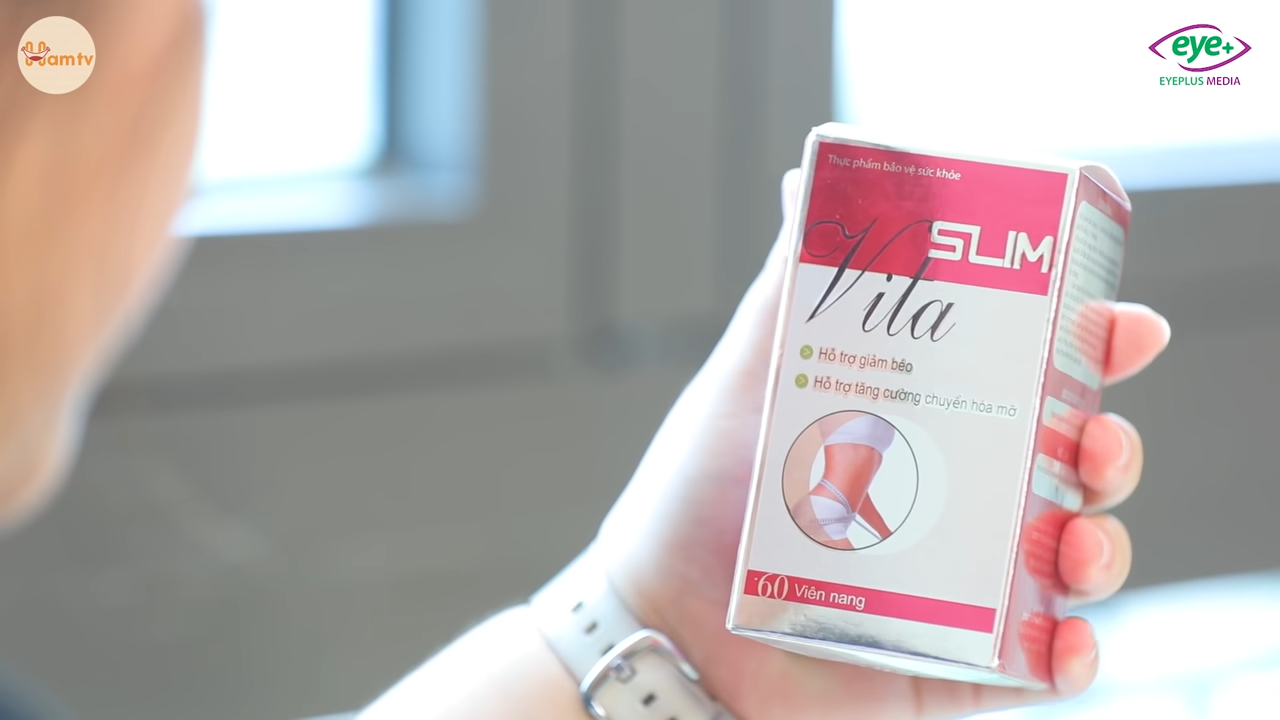 Hamtv
eye+
EYEPLUS MEDIA
Thực phẩm bảo vệ sức khỏe
SLIM
Vita
Hỗ trợ giảm béo
Hỗ trợ tăng cường chuyển hóa mỡ
60 Viên nang